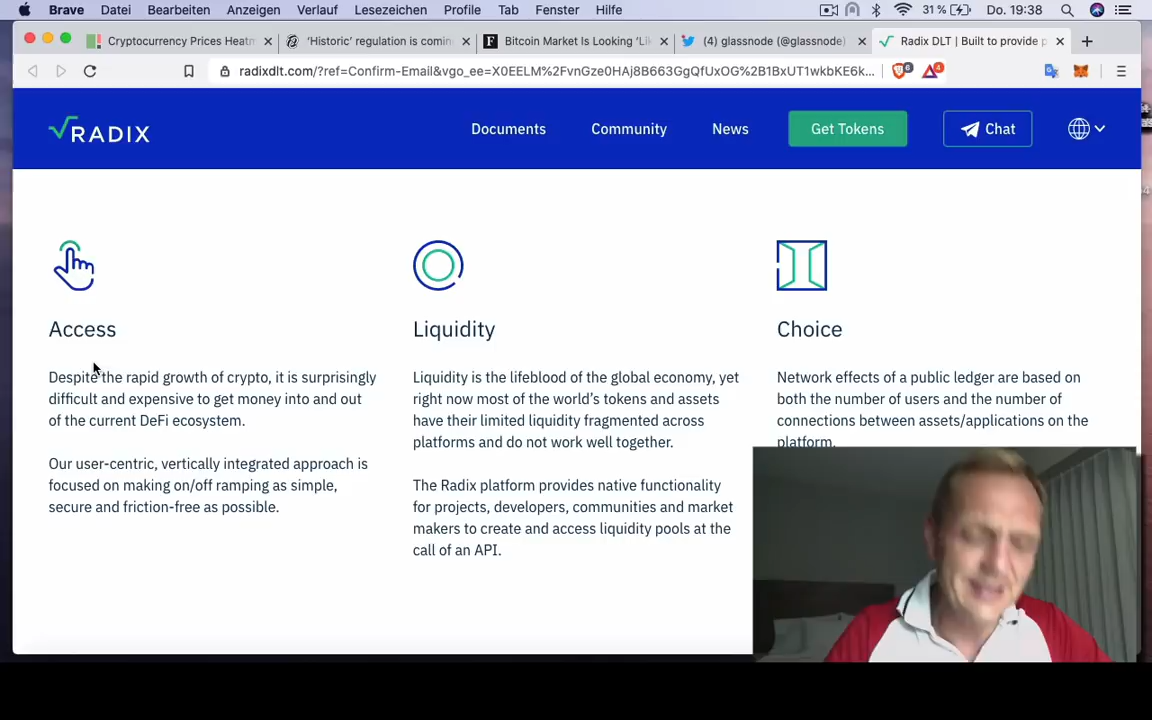 Brave Datei Bearbeiten Anzeigen Verlauf Lesezeichen Profile Tab Fenster Hilfe 31 % Do. 19:38
Cryptocurrency Prices Heatm 'Historic' regulation is comin Bitcoin Market Is Looking 'Li (4) glassnode (@glassnode) Radix DLT | Built to provide p
radixdlt.com/?ref=Confirm-Email&vgo_ee=X0EELM%2FvnGze0HAj8B663GgQfUxOG%2B1BxUT1wkbKE6k... 6 4
RADIX Documents Community News Get Tokens Chat
Access
Despite the rapid growth of crypto, it is surprisingly
difficult and expensive to get money into and out
of the current DeFi ecosystem.
Our user-centric, vertically integrated approach is
focused on making on/off ramping as simple,
secure and friction-free as possible.
Liquidity
Liquidity is the lifeblood of the global economy, yet
right now most of the world's tokens and assets
have their limited liquidity fragmented across
platforms and do not work well together.
The Radix platform provides native functionality
for projects, developers, communities and market
makers to create and access liquidity pools at the
call of an API.
Choice
Network effects of a public ledger are based on
both the number of users and the number of
connections between assets/applications on the
platform.